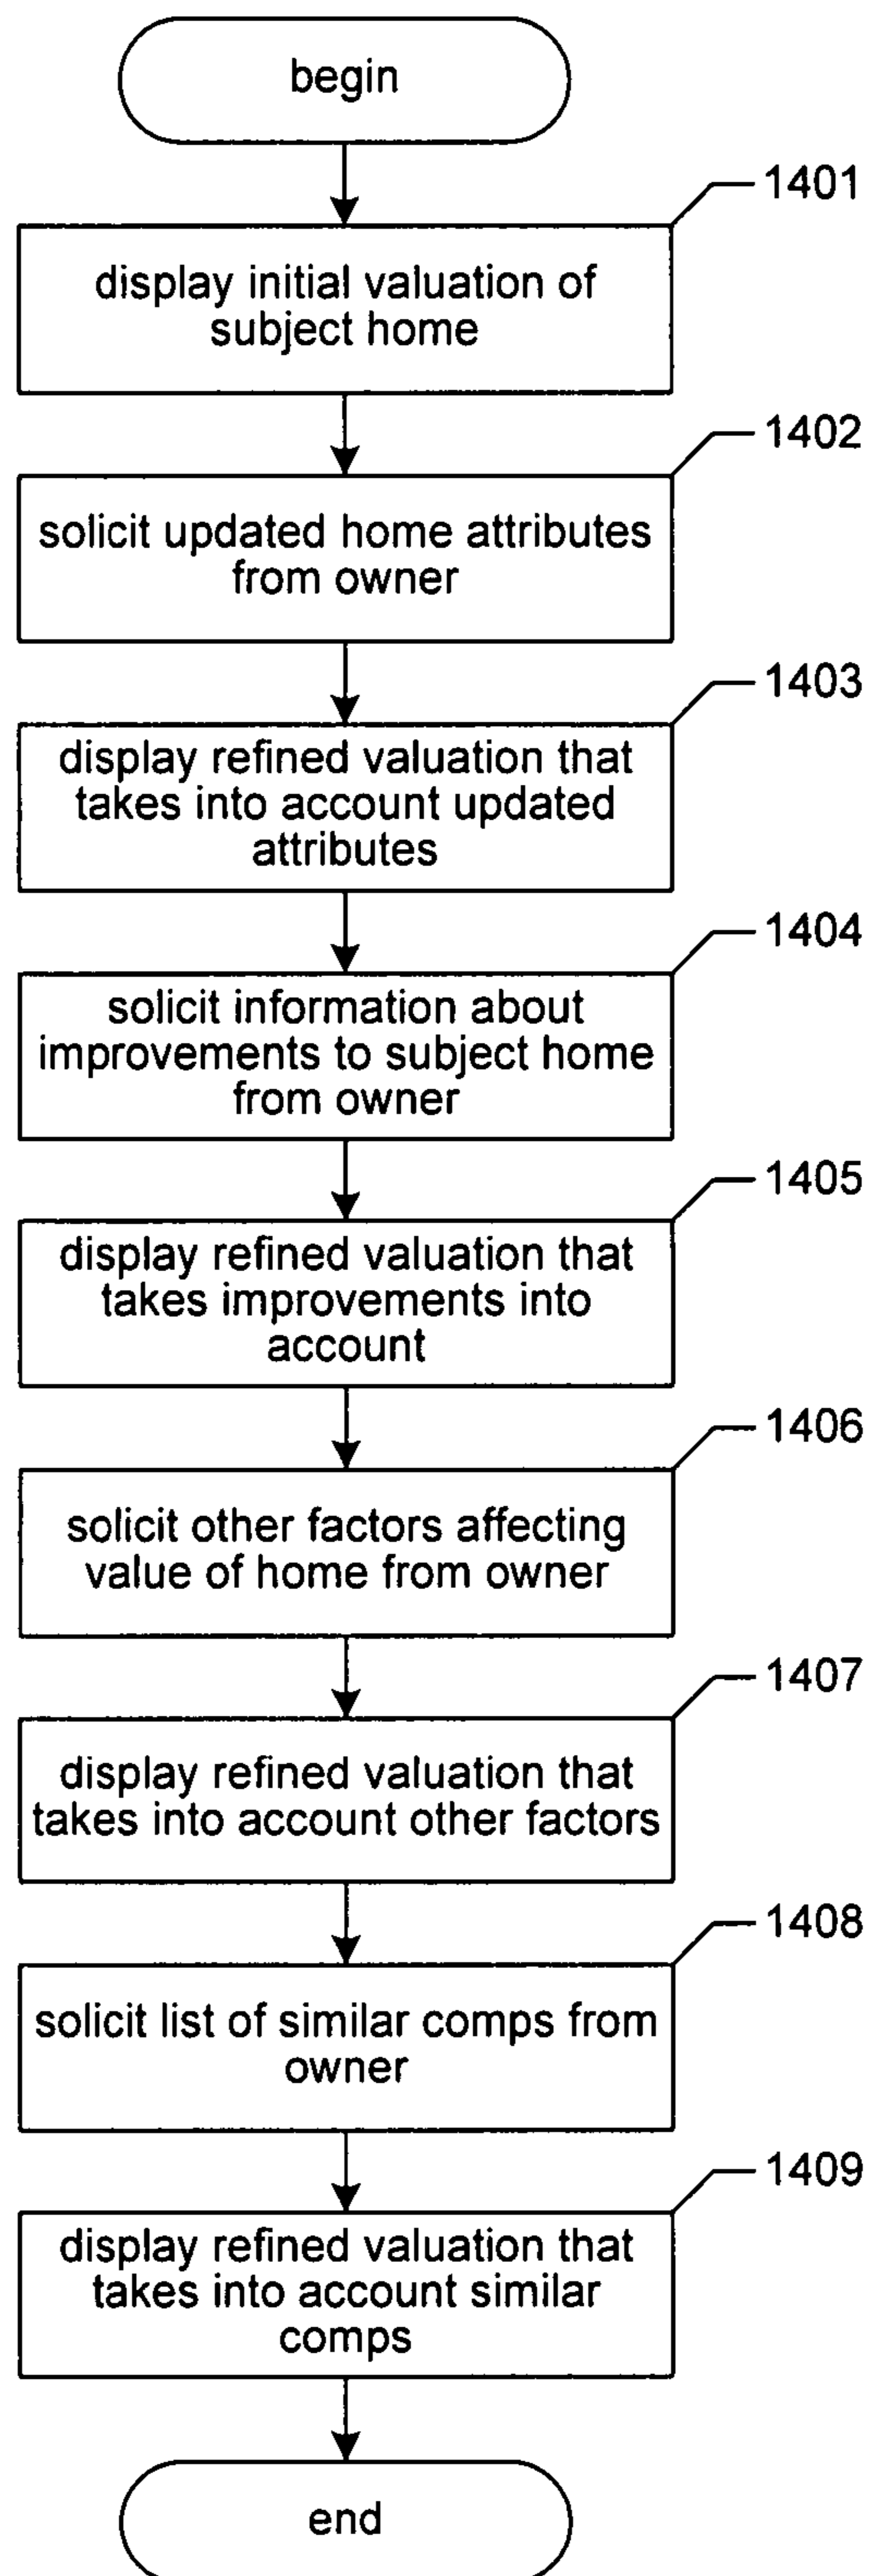 begin
1401
display initial valuation of
subject home
1402
solicit updated home attributes
from owner
1403
display refined valuation that
takes into account updated
attributes
1404
solicit information about
improvements to subject home
from owner
1405
display refined valuation that
takes improvements into
account
1406
solicit other factors affecting
value of home from owner
1407
display refined valuation that
takes into account other factors
1408
solicit list of similar comps from
owner
1409
display refined valuation that
takes into account similar
comps
end